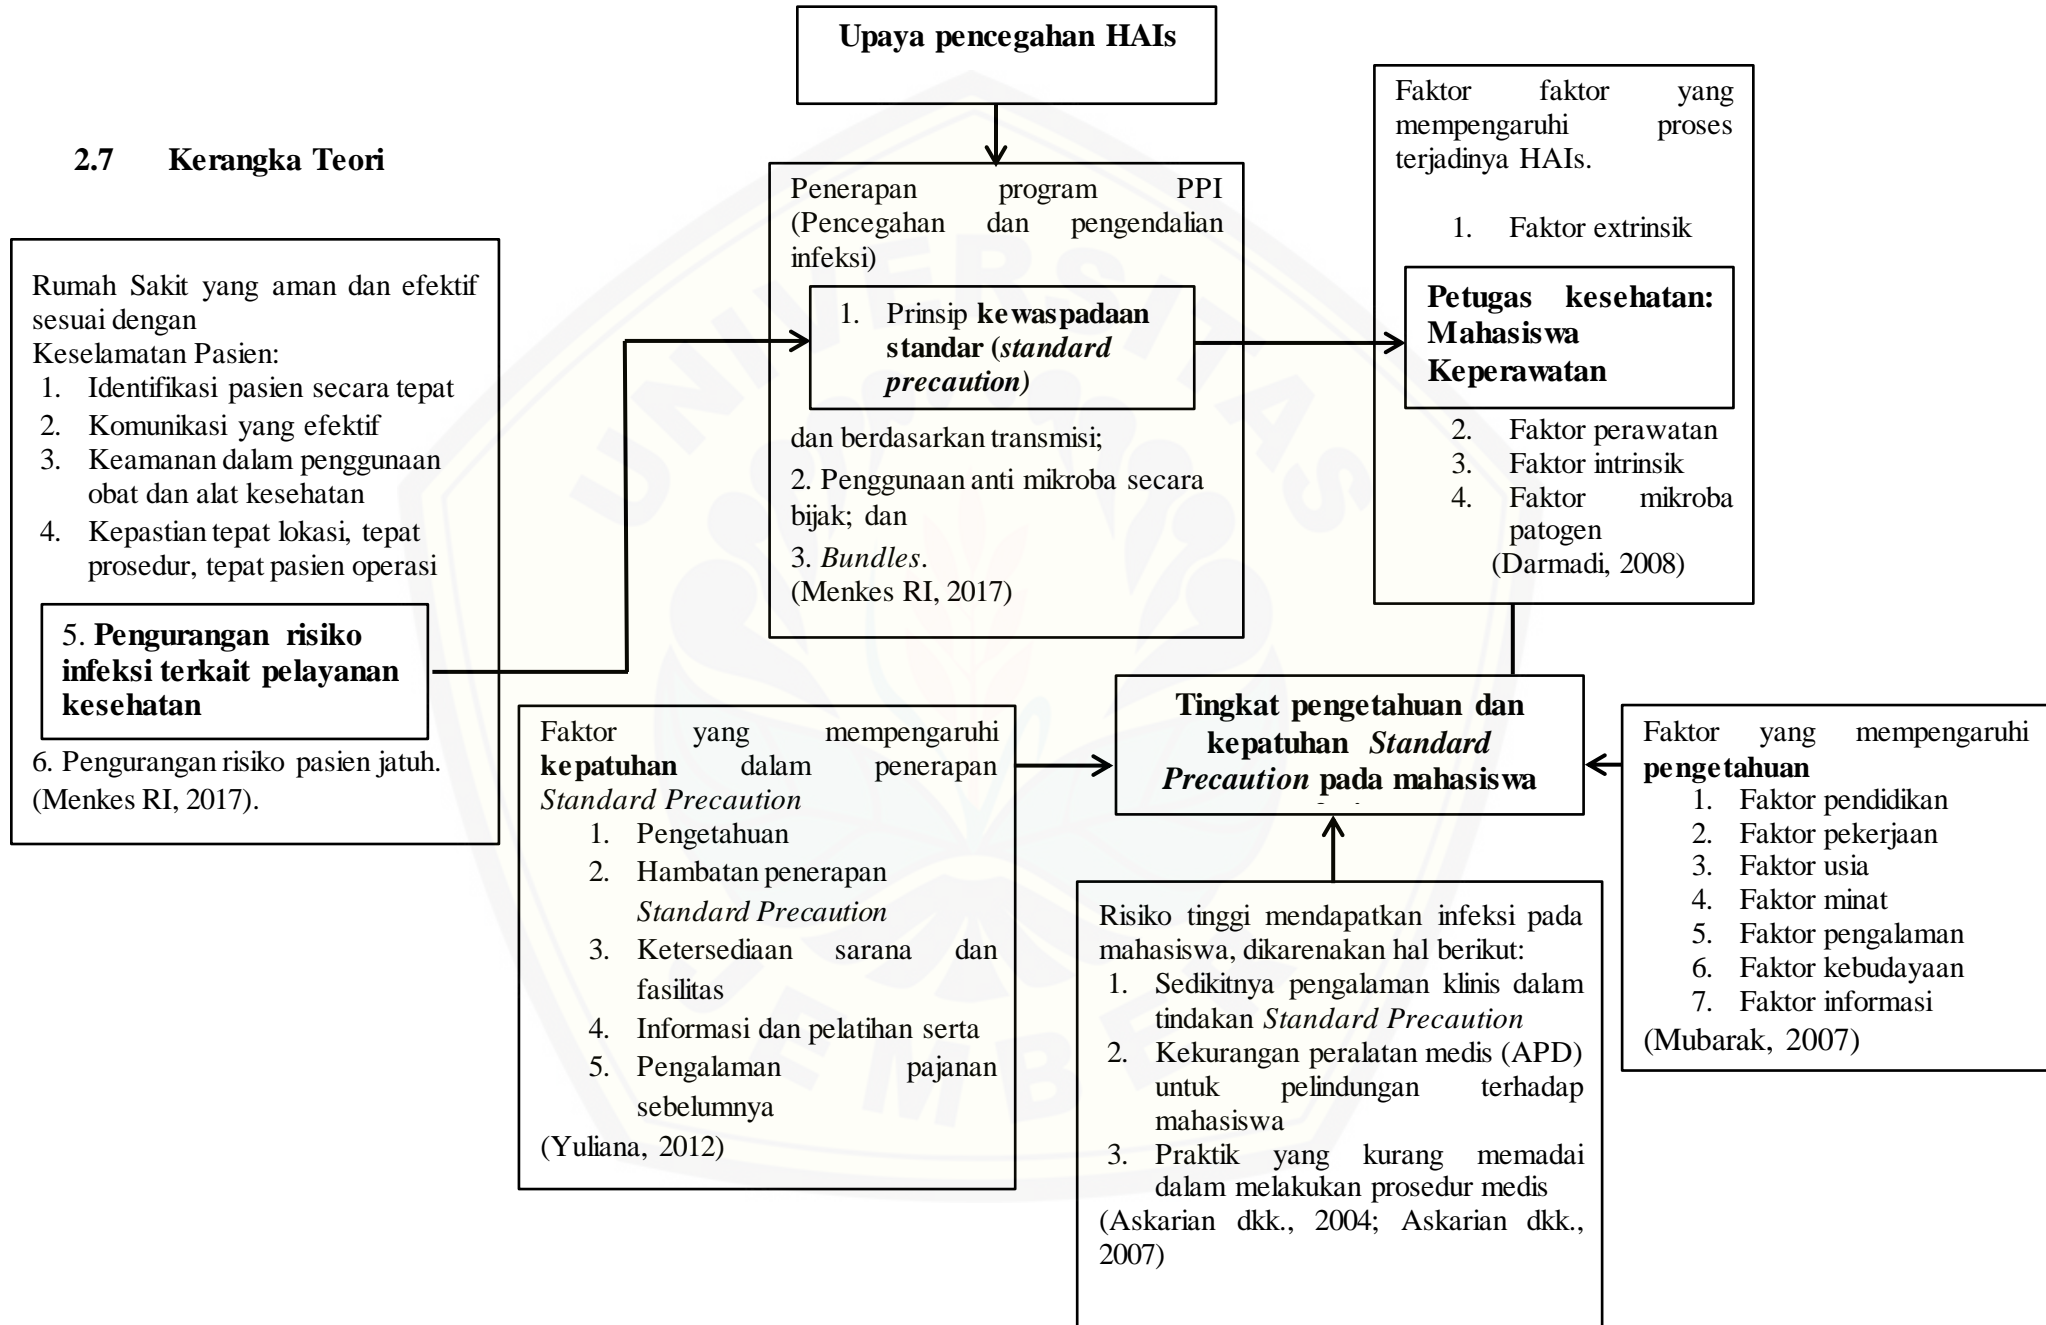 Upaya pencegahan HAIs
2.7 Kerangka Teori
Rumah Sakit yang aman dan efektif
sesuai dengan
Keselamatan Pasien:
1. Identifikasi pasien secara tepat
2. Komunikasi yang efektif
3. Keamanan dalam penggunaan
obat dan alat kesehatan
4. Kepastian tepat lokasi, tepat
prosedur, tepat pasien operasi
5. Pengurangan risiko
infeksi terkait pelayanan
kesehatan
6. Pengurangan risiko pasien jatuh.
(Menkes RI, 2017).
Penerapan program PPI
(Pencegahan dan pengendalian
infeksi)
1. Prinsip kewaspadaan
standar (standard
precaution)
dan berdasarkan transmisi;
2. Penggunaan anti mikroba secara
bijak; dan
3. Bundles.
(Menkes RI, 2017)
Faktor faktor yang
mempengaruhi proses
terjadinya HAIs.
1. Faktor extrinsik
Petugas kesehatan:
Mahasiswa
Keperawatan
2. Faktor perawatan
3. Faktor intrinsik
4. Faktor mikroba
patogen
(Darmadi, 2008)
Faktor yang mempengaruhi
kepatuhan dalam penerapan
Standard Precaution
1. Pengetahuan
2. Hambatan penerapan
Standard Precaution
3. Ketersediaan sarana dan
fasilitas
4. Informasi dan pelatihan serta
5. Pengalaman pajanan
sebelumnya
(Yuliana, 2012)
Tingkat pengetahuan dan
kepatuhan Standard
Precaution pada mahasiswa
Risiko tinggi mendapatkan infeksi pada
mahasiswa, dikarenakan hal berikut:
1. Sedikitnya pengalaman klinis dalam
tindakan Standard Precaution
2. Kekurangan peralatan medis (APD)
untuk pelindungan terhadap
mahasiswa
3. Praktik yang kurang memadai
dalam melakukan prosedur medis
(Askarian dkk., 2004; Askarian dkk.,
2007)
Faktor yang mempengaruhi
pengetahuan
1. Faktor pendidikan
2. Faktor pekerjaan
3. Faktor usia
4. Faktor minat
5. Faktor pengalaman
6. Faktor kebudayaan
7. Faktor informasi
(Mubarak, 2007)
UNIVERSITAS
JEMBER